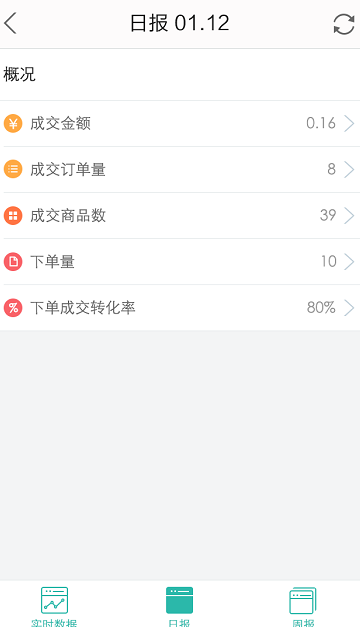 日报 01.12
概况
成交金额 0.16
成交订单量 8
成交商品数 39
下单量 10
下单成交转化率 80%
实时数据 日报 周报